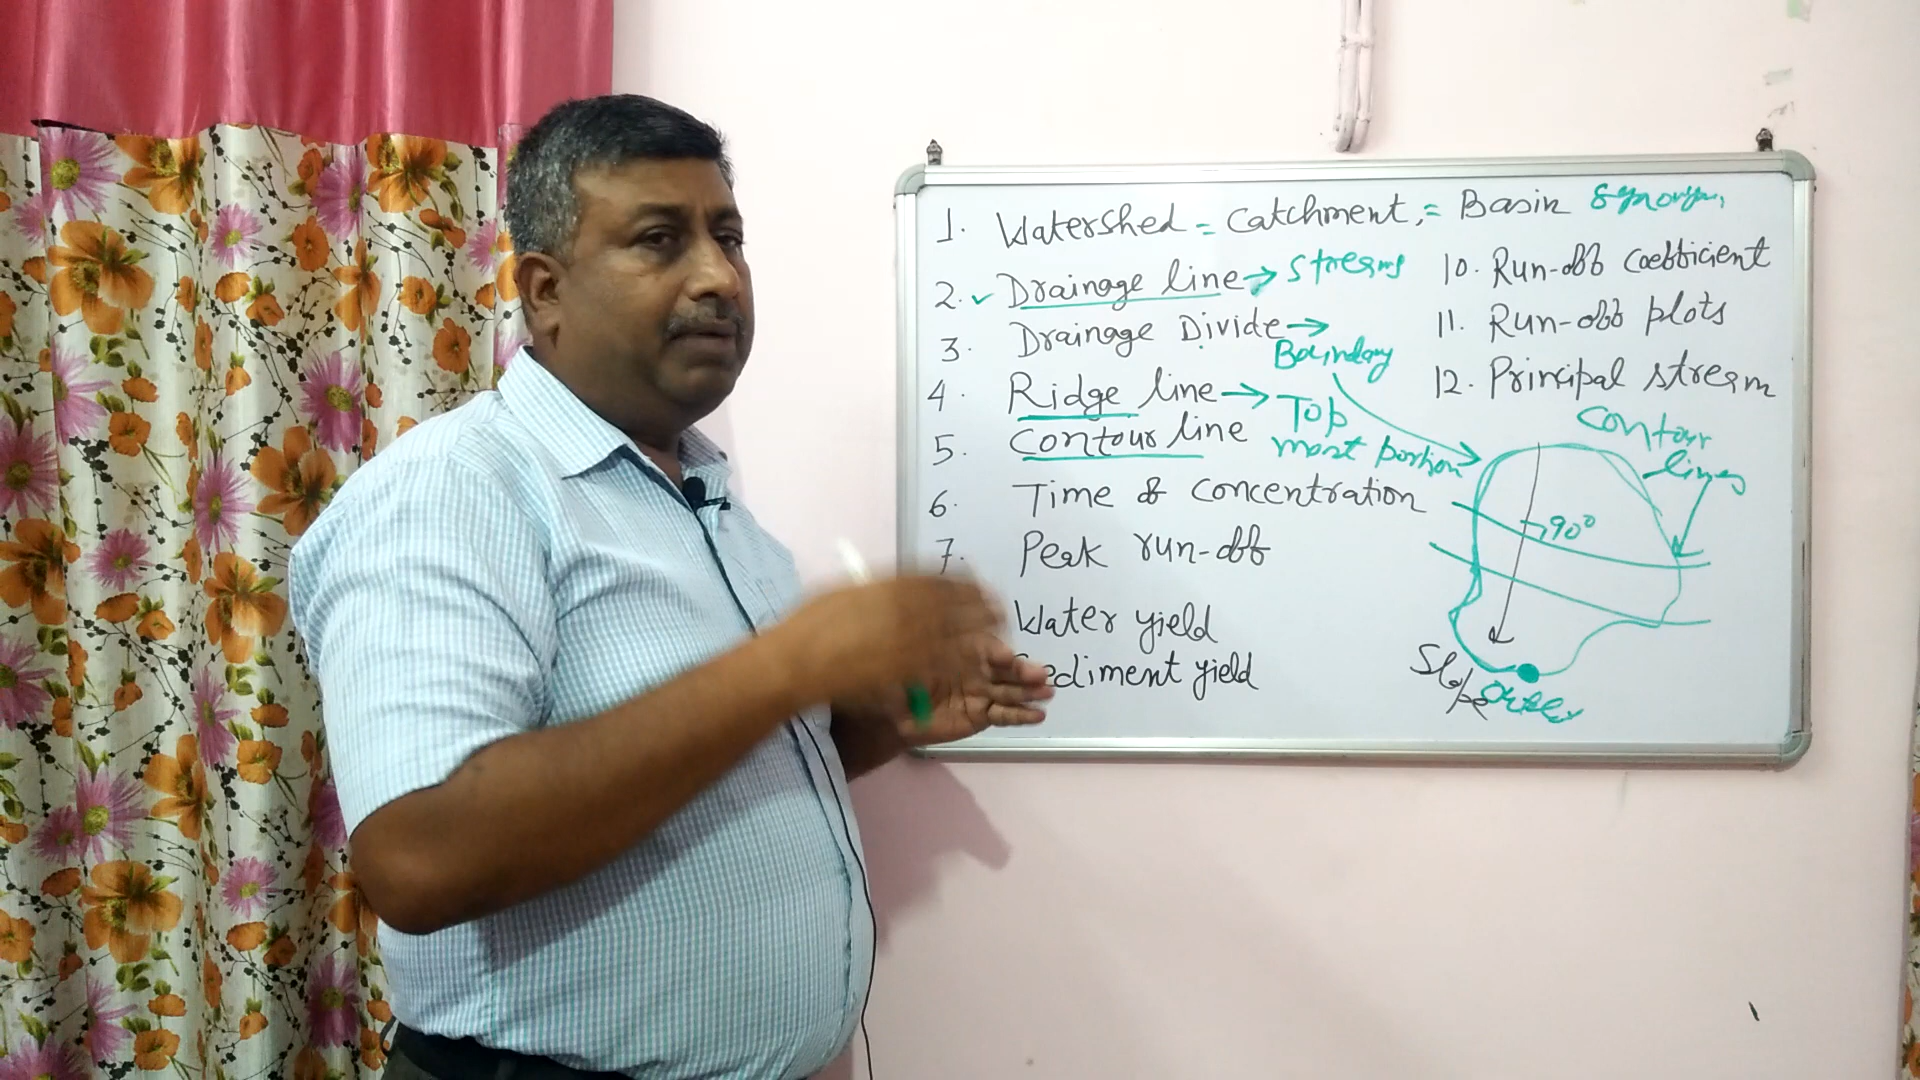 1. Watershed = Catchment, = Basin
2. ✓ Drainage line → streams
3. Drainage Divide → Boundary
4. Ridge line → Top most portion
5. Contour line
6. Time of concentration
7. Peak run-off
Water yield
Sediment yield
10. Run-off coefficient
11. Run-off plots
12. Principal stream
Contour lines
90°
Slope